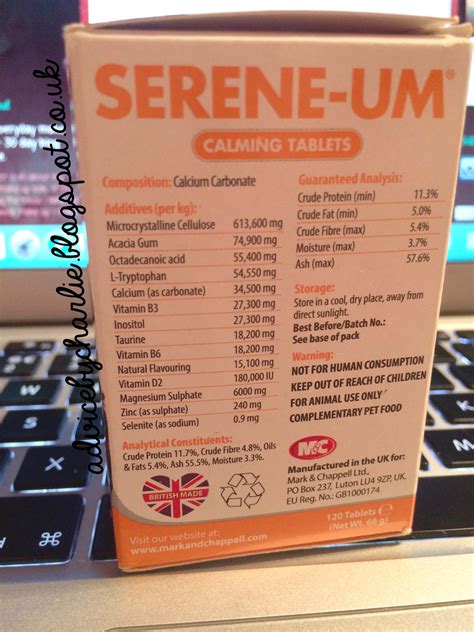 SERENE-UM®
CALMING TABLETS
Composition: Calcium Carbonate
Additives (per kg):
Microcrystalline Cellulose 613,600 mg
Acacia Gum 74,900 mg
Octadecanoic acid 55,400 mg
L-Tryptophan 54,550 mg
Calcium (as carbonate) 34,500 mg
Vitamin B3 27,300 mg
Inositol 27,300 mg
Taurine 18,200 mg
Vitamin B6 18,200 mg
Natural Flavouring 15,100 mg
Vitamin D2 180,000 IU
Magnesium Sulphate 6000 mg
Zinc (as sulphate) 240 mg
Selenite (as sodium) 0.9 mg
Analytical Constituents:
Crude Protein 11.7%, Crude Fibre 4.8%, Oils
& Fats 5.4%, Ash 55.5%, Moisture 3.3%.
BRITISH MADE
Visit our website at:
www.markandchappell.com
Guaranteed Analysis:
Crude Protein (min) 11.3%
Crude Fat (min) 5.0%
Crude Fibre (max) 5.4%
Moisture (max) 3.7%
Ash (max) 57.6%
Storage:
Store in a cool, dry place, away from
direct sunlight.
Best Before/Batch No.:
See base of pack
Warning:
NOT FOR HUMAN CONSUMPTION
KEEP OUT OF REACH OF CHILDREN
FOR ANIMAL USE ONLY
COMPLEMENTARY PET FOOD
M&C
Manufactured in the UK for:
Mark & Chappell Ltd.,
PO Box 237, Luton LU4 9ZP, UK.
EU Reg. No.: GB1000174
120 Tablets ℮
(Net Wt. 66 g)
advicebycharlie.blogspot.co.uk